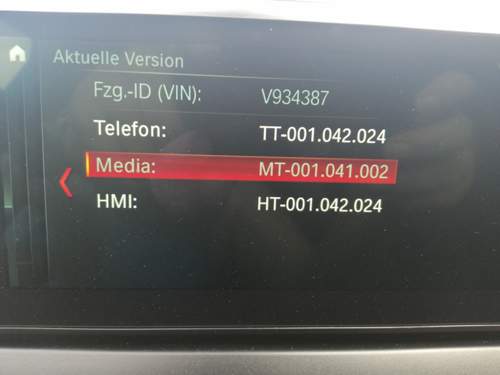 Aktuelle Version
Fzg.-ID (VIN): V934387
Telefon: TT-001.042.024
Media: MT-001.041.002
HMI: HT-001.042.024